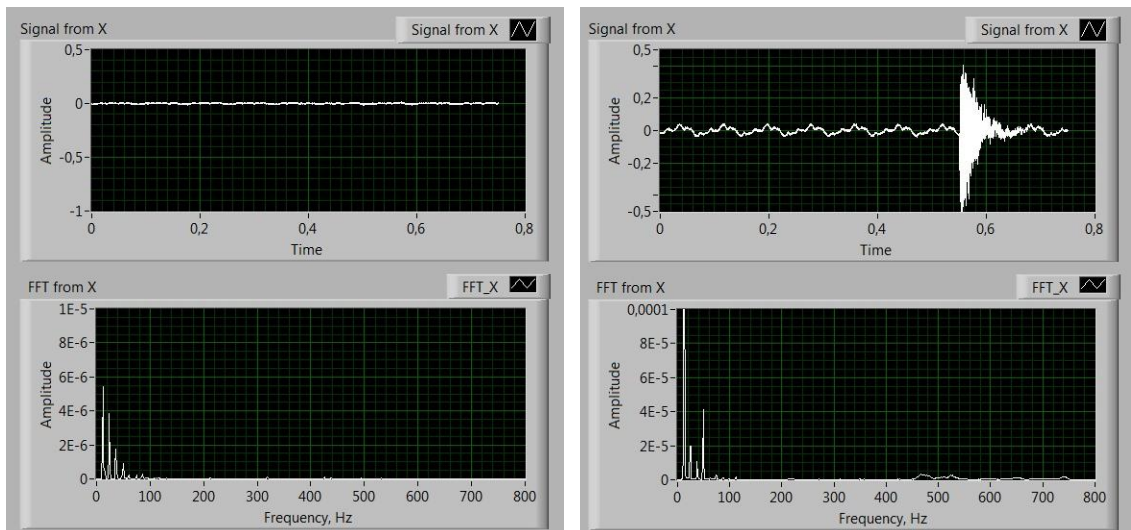 Signal from X
Signal from X
0,5
0
-0,5
-1
Amplitude
0
0,2
0,4
0,6
0,8
Time
FFT from X
FFT_X
1E-5
8E-6
6E-6
4E-6
2E-6
0
Amplitude
0
100
200
300
400
500
600
700
800
Frequency, Hz
Signal from X
Signal from X
0,5
0,2
0
-0,2
-0,5
Amplitude
0
0,2
0,4
0,6
0,8
Time
FFT from X
FFT_X
0,0001
8E-5
6E-5
4E-5
2E-5
0
Amplitude
0
100
200
300
400
500
600
700
800
Frequency, Hz